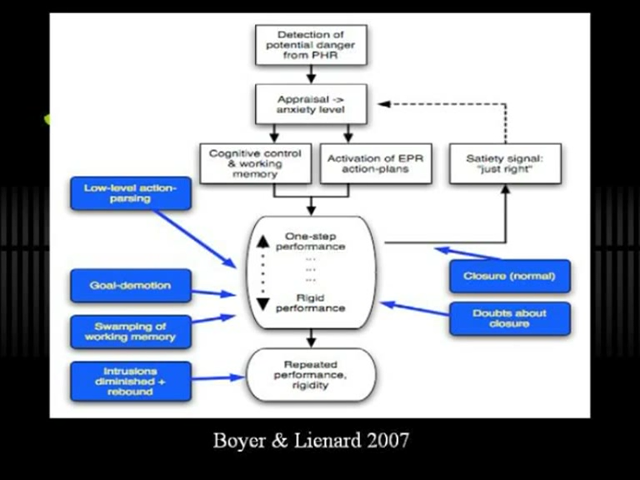 Detection of
potential danger
from PHR
Appraisal ->
anxiety level
Cognitive control
& working
memory
Activation of EPR
action-plans
Satiety signal:
"just right"
Low-level action-
parsing
One-step
performance
...
...
...
Rigid
performance
Closure (normal)
Goal-demotion
Doubts about
closure
Swamping of
working memory
Intrusions
diminished +
rebound
Repeated
performance,
rigidity
Boyer & Lienard 2007